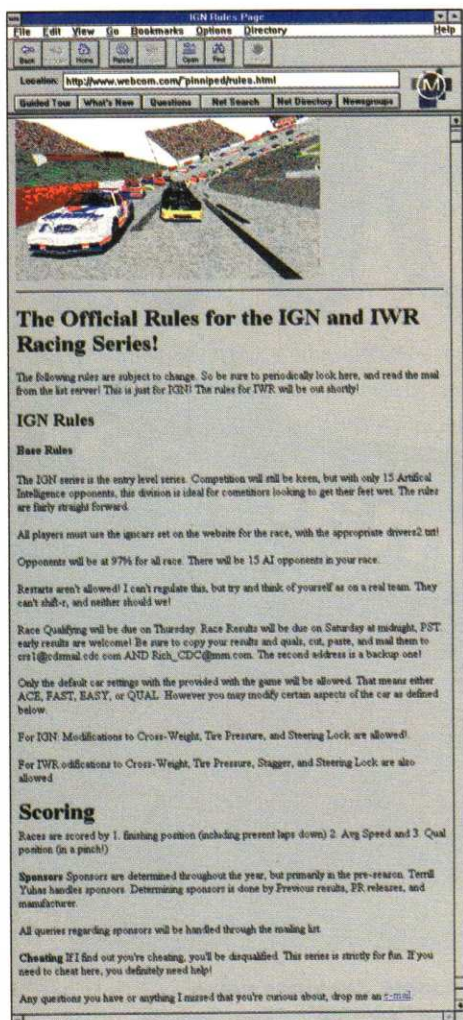 IGN Rules Page
File Edit View Go Bookmarks Options Directory Help
Back Home Reload Open Find
Location: http://www.webcom.com/~pinniped/rules.html
Guided Tour What's New Questions Net Search Net Directory Newsgroups
M
The Official Rules for the IGN and IWR
Racing Series!
The following rules are subject to change. So be sure to periodically look here, and read the mail
from the list server! This is just for IGN! The rules for IWR will be out shortly!
IGN Rules
Base Rules
The IGN series is the entry level series. Competition will still be keen, but with only 15 Artifical
Intelligence opponents, this division is ideal for cometitiors looking to get their feet wet. The rules
are fairly straight forward.
All players must use the igncars set on the website for the race, with the appropriate drivers2.txt!
Opponents will be at 97% for all race. There will be 15 AI opponents in your race.
Restarts aren't allowed! I can't regulate this, but try and think of yourself as on a real team. They
can't shift-r, and neither should we!
Race Qualifying will be due on Thursday. Race Results will be due on Saturday at midnight, PST.
early results are welcome! Be sure to copy your results and quals, cut, paste, and mail them to
crs1@cdsmail.cdc.com AND Rich_CDC@mm.com. The second address is a backup one!
Only the default car settings with the provided with the game will be allowed. That means either
ACE, FAST, EASY, or QUAL. However you may modify certain aspects of the car as defined
below.
For IGN: Modifications to Cross-Weight, Tire Pressure, and Steering Lock are allowed!.
For IWR odifications to Cross-Weight, Tire Pressure, Stagger, and Steering Lock are also
allowed
Scoring
Races are scored by 1. finishing position (including present laps down) 2. Avg Speed and 3. Qual
position (in a pinch!)
Sponsors Sponsors are determined throughout the year, but primarily in the pre-season. Terrill
Yuhas handles sponsors. Determining sponsors is done by Previous results, PR releases, and
manufacturer.
All queries regarding sponsors will be handled through the mailing list.
Cheating If I find out you're cheating, you'll be disqualified. This series is strictly for fun. If you
need to cheat here, you definitely need help!
Any questions you have or anything I missed that you're curious about, drop me an e-mail.